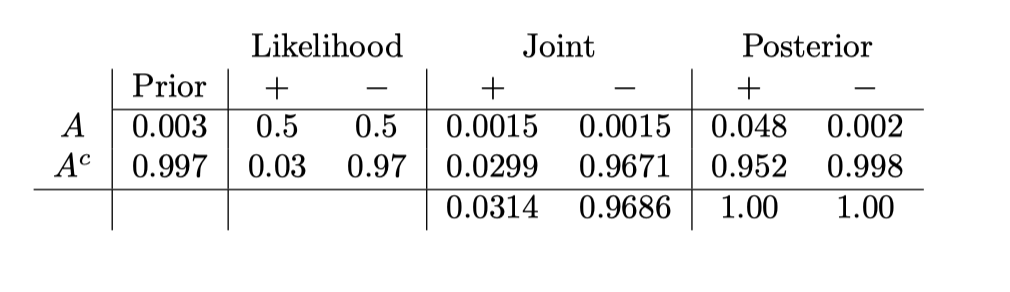 Likelihood Joint Posterior
Prior + − + − + −
A 0.003 0.5 0.5 0.0015 0.0015 0.048 0.002
Aᶜ 0.997 0.03 0.97 0.0299 0.9671 0.952 0.998
0.0314 0.9686 1.00 1.00